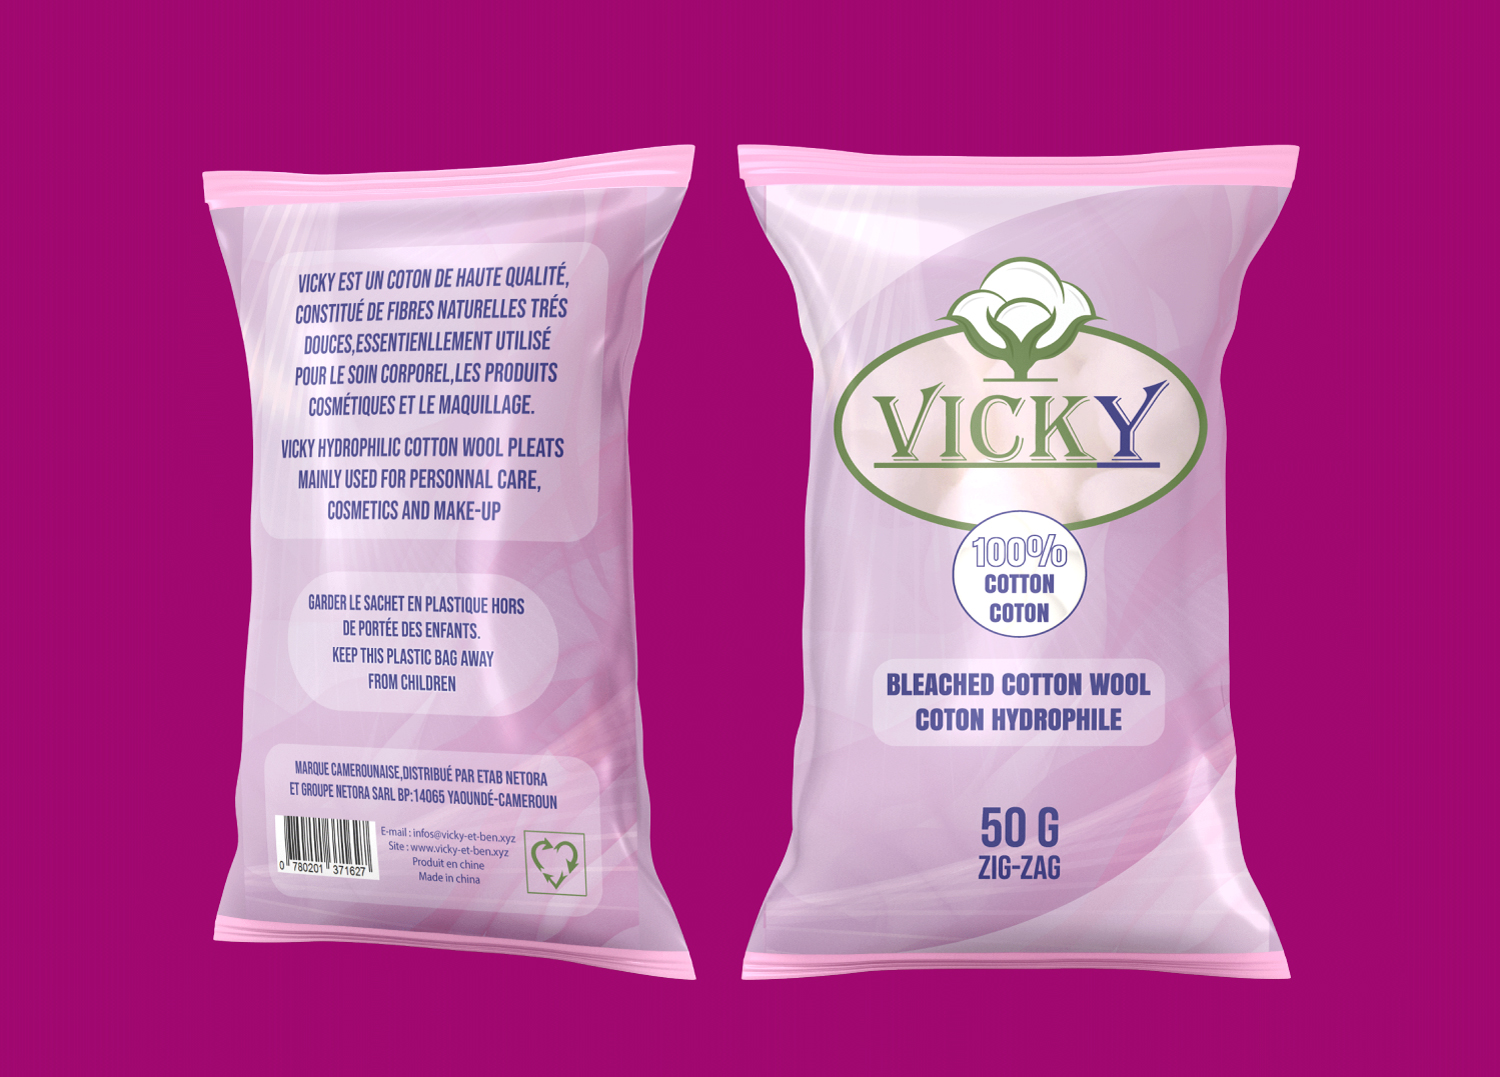 VICKY EST UN COTON DE HAUTE QUALITÉ,
CONSTITUÉ DE FIBRES NATURELLES TRÉS
DOUCES,ESSENTIENLLEMENT UTILISÉ
POUR LE SOIN CORPOREL,LES PRODUITS
COSMÉTIQUES ET LE MAQUILLAGE.
VICKY HYDROPHILIC COTTON WOOL PLEATS
MAINLY USED FOR PERSONNAL CARE,
COSMETICS AND MAKE-UP
GARDER LE SACHET EN PLASTIQUE HORS
DE PORTÉE DES ENFANTS.
KEEP THIS PLASTIC BAG AWAY
FROM CHILDREN
MARQUE CAMEROUNAISE,DISTRIBUÉ PAR ETAB NETORA
ET GROUPE NETORA SARL BP:14065 YAOUNDÉ-CAMEROUN
0 780201 371627
E-mail : infos@vicky-et-ben.xyz
Site : www.vicky-et-ben.xyz
Produit en chine
Made in china
VICKY
100%
COTTON
COTON
BLEACHED COTTON WOOL
COTON HYDROPHILE
50 G
ZIG-ZAG